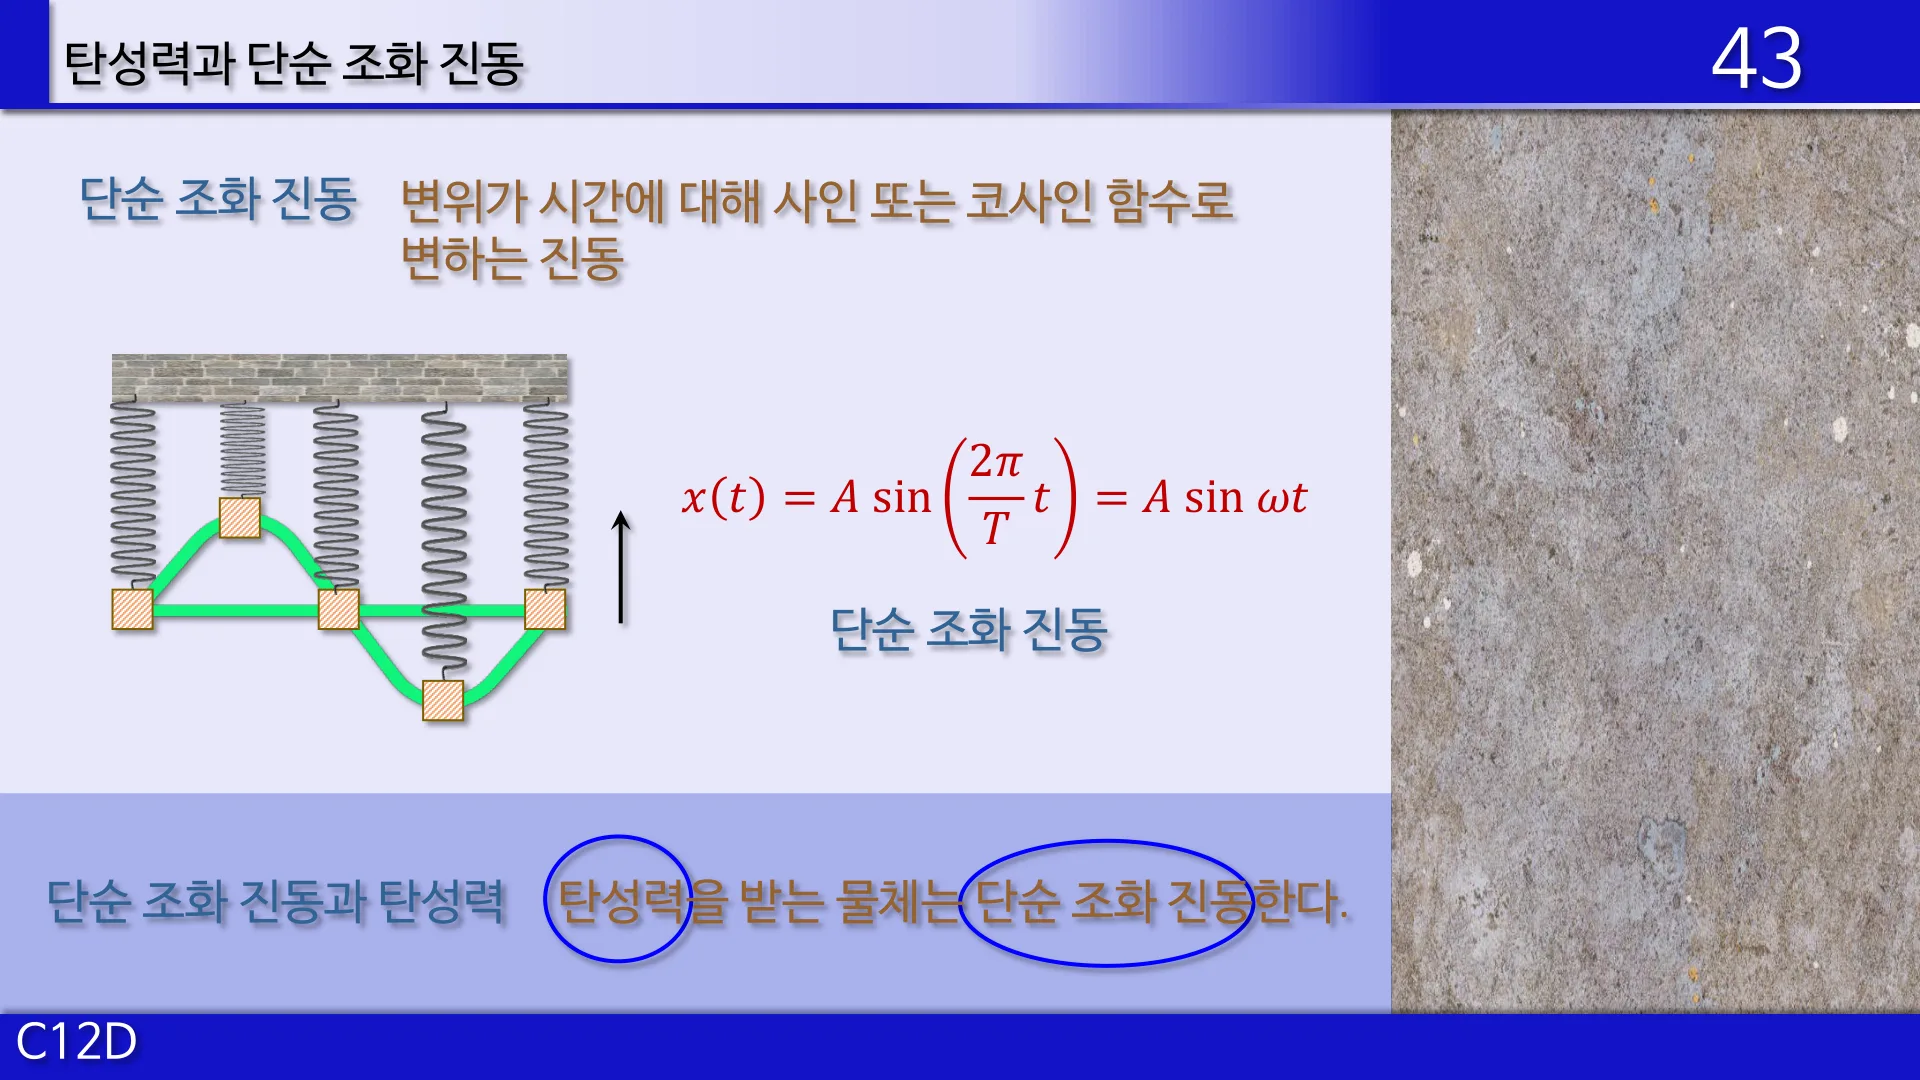 탄성력과 단순 조화 진동
43
단순 조화 진동
변위가 시간에 대해 사인 또는 코사인 함수로
변하는 진동
x(t) = A sin(2π/T t) = A sin ωt
단순 조화 진동
단순 조화 진동과 탄성력
탄성력을 받는 물체는 단순 조화 진동한다.
C12D